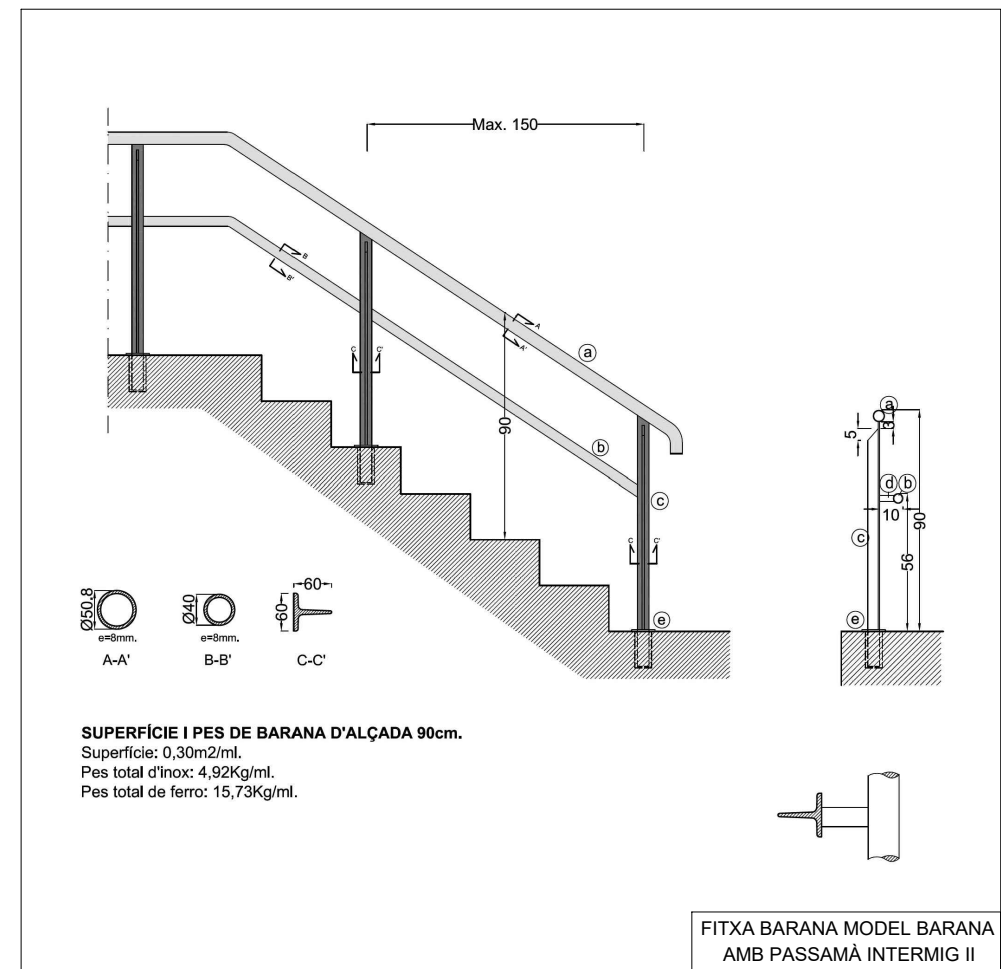 Max. 150
B
B'
A
A'
a
C
C'
90
b
c
C
C'
e
a
3
5
d
b
10
c
90
56
e
Ø50.8
e=8mm.
A-A'
Ø40
e=8mm.
B-B'
60
60
C-C'
SUPERFÍCIE I PES DE BARANA D'ALÇADA 90cm.
Superfície: 0,30m2/ml.
Pes total d'inox: 4,92Kg/ml.
Pes total de ferro: 15,73Kg/ml.
FITXA BARANA MODEL BARANA
AMB PASSAMÀ INTERMIG II